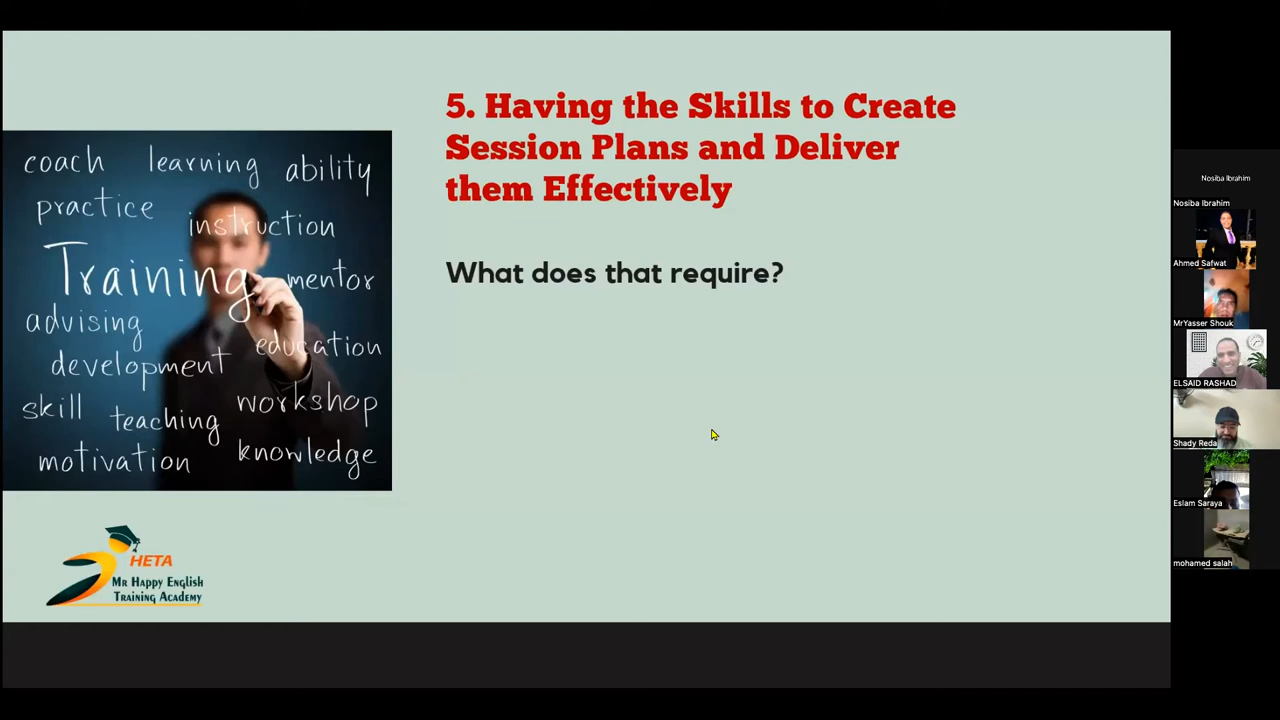 5. Having the Skills to Create
Session Plans and Deliver
them Effectively
What does that require?
coach learning ability
practice instruction
Training mentor
advising
development education
skill teaching workshop
motivation knowledge
HETA
Mr Happy English
Training Academy
Nosiba Ibrahim
Nosiba Ibrahim
Ahmed Safwat
MrYasser Shouk
ELSAID RASHAD
Shady Reda
Eslam Saraya
mohamed salah